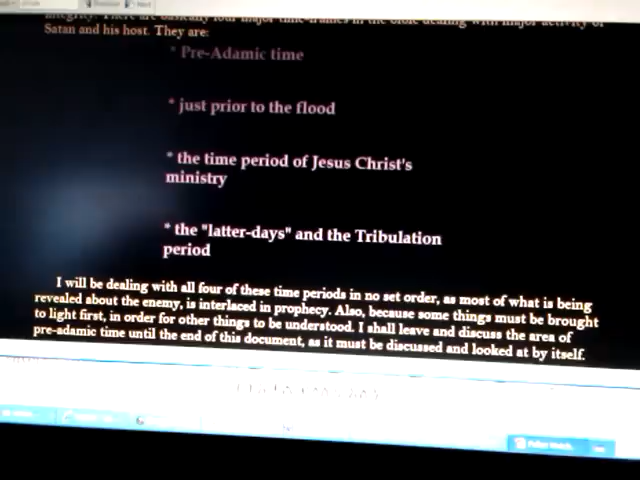 integrity. There are basically four major time-frames in the bible dealing with major activity of
Satan and his host. They are:
* Pre-Adamic time
* just prior to the flood
* the time period of Jesus Christ's
ministry
* the "latter-days" and the Tribulation
period
I will be dealing with all four of these time periods in no set order, as most of what is being
revealed about the enemy, is interlaced in prophecy. Also, because some things must be brought
to light first, in order for other things to be understood. I shall leave and discuss the area of
pre-adamic time until the end of this document, as it must be discussed and looked at by itself.